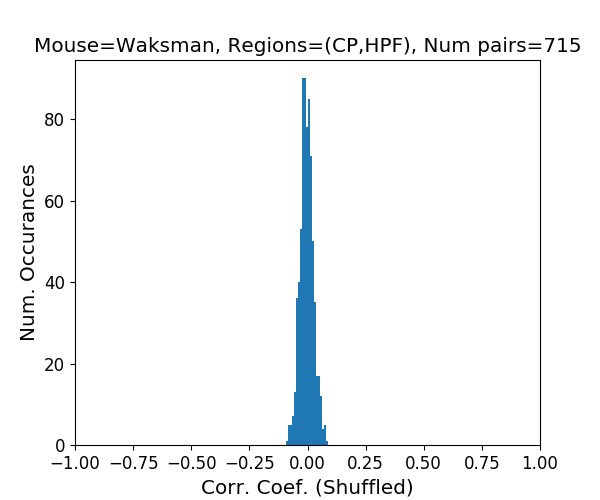 Mouse=Waksman, Regions=(CP,HPF), Num pairs=715
Num. Occurances
80
60
40
20
0
−1.00 −0.75 −0.50 −0.25 0.00 0.25 0.50 0.75 1.00
Corr. Coef. (Shuffled)